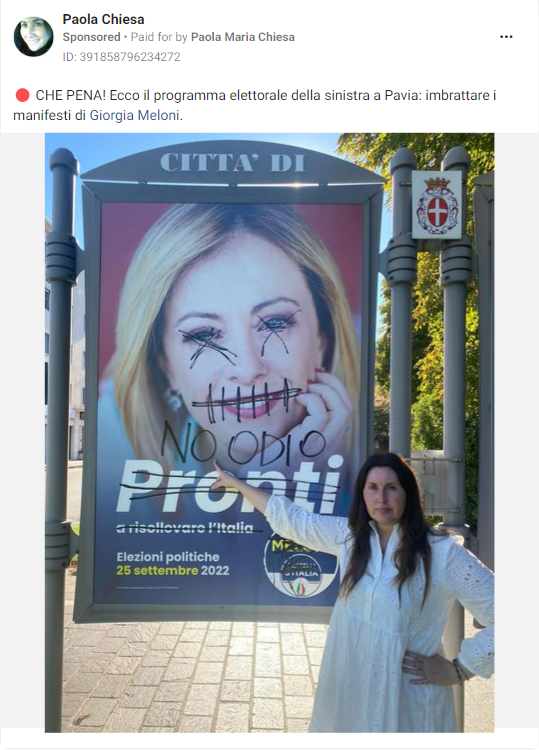 Paola Chiesa
Sponsored • Paid for by Paola Maria Chiesa
ID: 391858796234272
🔴 CHE PENA! Ecco il programma elettorale della sinistra a Pavia: imbrattare i
manifesti di Giorgia Meloni.
CITTA' DI
NO ODIO
Pronti
a risollevare l'Italia
Elezioni politiche
25 settembre 2022
D'ITALIA